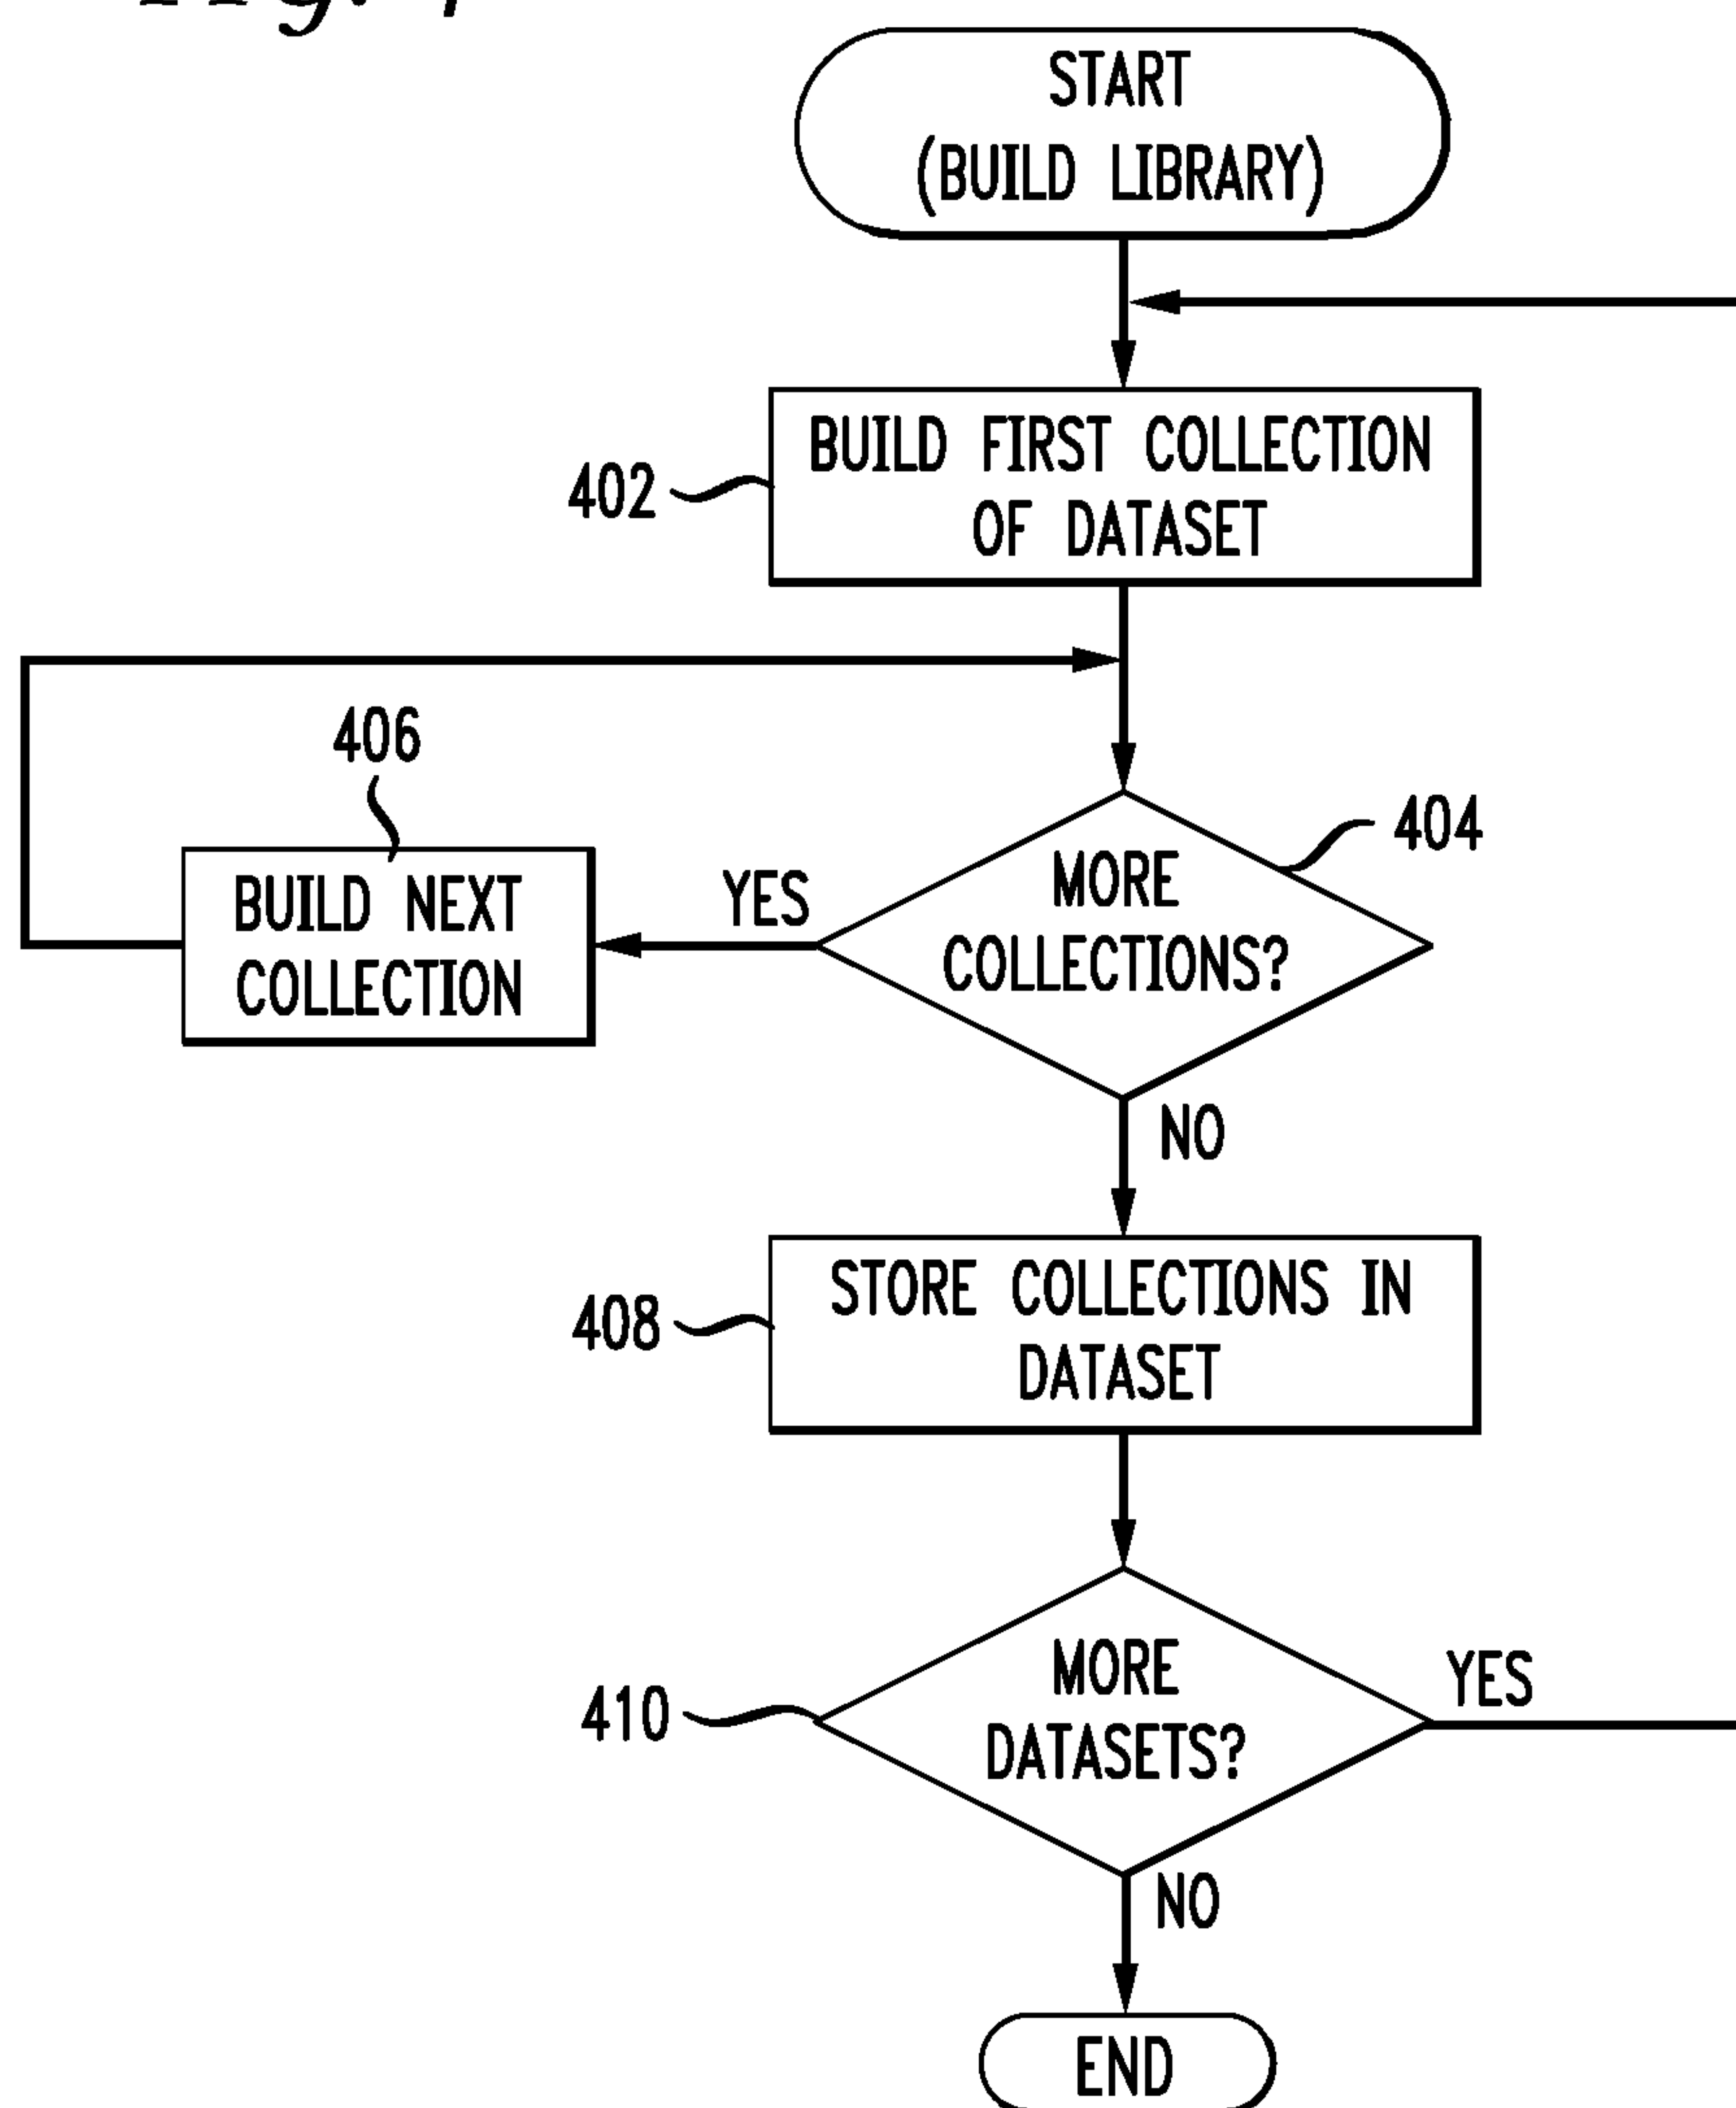 START
(BUILD LIBRARY)
BUILD FIRST COLLECTION
OF DATASET
402
406
404
BUILD NEXT
COLLECTION
YES
MORE
COLLECTIONS?
NO
STORE COLLECTIONS IN
DATASET
408
MORE
DATASETS?
410
YES
NO
END